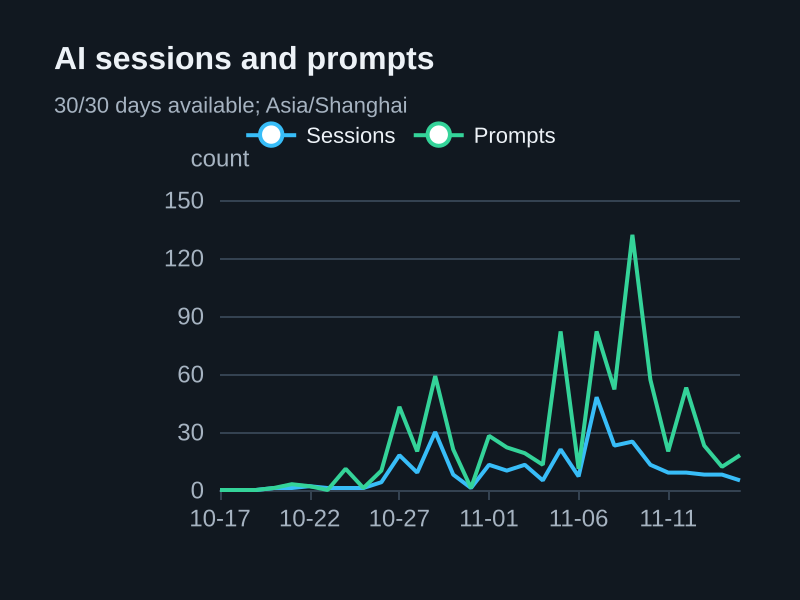 AI sessions and prompts
30/30 days available; Asia/Shanghai
Sessions Prompts
count
150
120
90
60
30
0
10-17 10-22 10-27 11-01 11-06 11-11